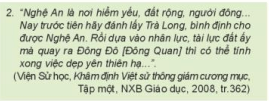 2. "Nghệ An là nơi hiểm yếu, đất rộng, người đông...
Nay trước tiên hãy đánh lấy Trà Long, bình định cho
được Nghệ An. Rồi dựa vào nhân lực, tài lực đất ấy
mà quay ra Đông Đô [Đông Quan] thì có thể tính
xong việc dẹp yên thiên hạ...".
(Viện Sử học, Khâm định Việt sử thông giám cương mục,
Tập một, NXB Giáo dục, 2008, tr.362)